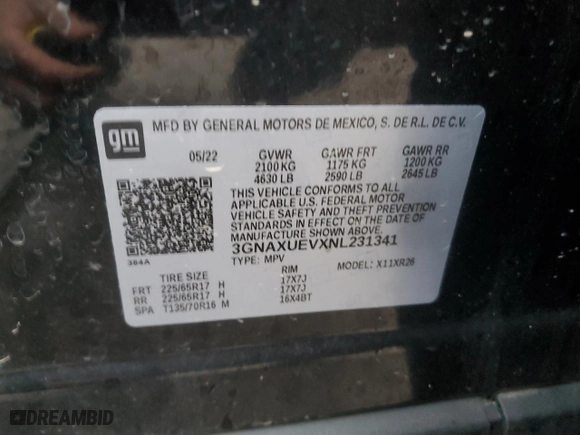 gm
MFD BY GENERAL MOTORS DE MEXICO, S. DE R.L. DE C.V.
05/22 GVWR GAWR FRT GAWR RR
2100 KG 1175 KG 1200 KG
4630 LB 2590 LB 2645 LB
THIS VEHICLE CONFORMS TO ALL
APPLICABLE U.S. FEDERAL MOTOR
VEHICLE SAFETY AND THEFT PREVENTION
STANDARDS IN EFFECT ON THE DATE OF
MANUFACTURE SHOWN ABOVE.
3GNAXUEVXNL231341
TYPE: MPV MODEL: X11XR26
384A
TIRE SIZE RIM
FRT 225/65R17 H 17X7J
RR 225/65R17 H 17X7J
SPA T135/70R16 M 16X4BT
DREAMBID